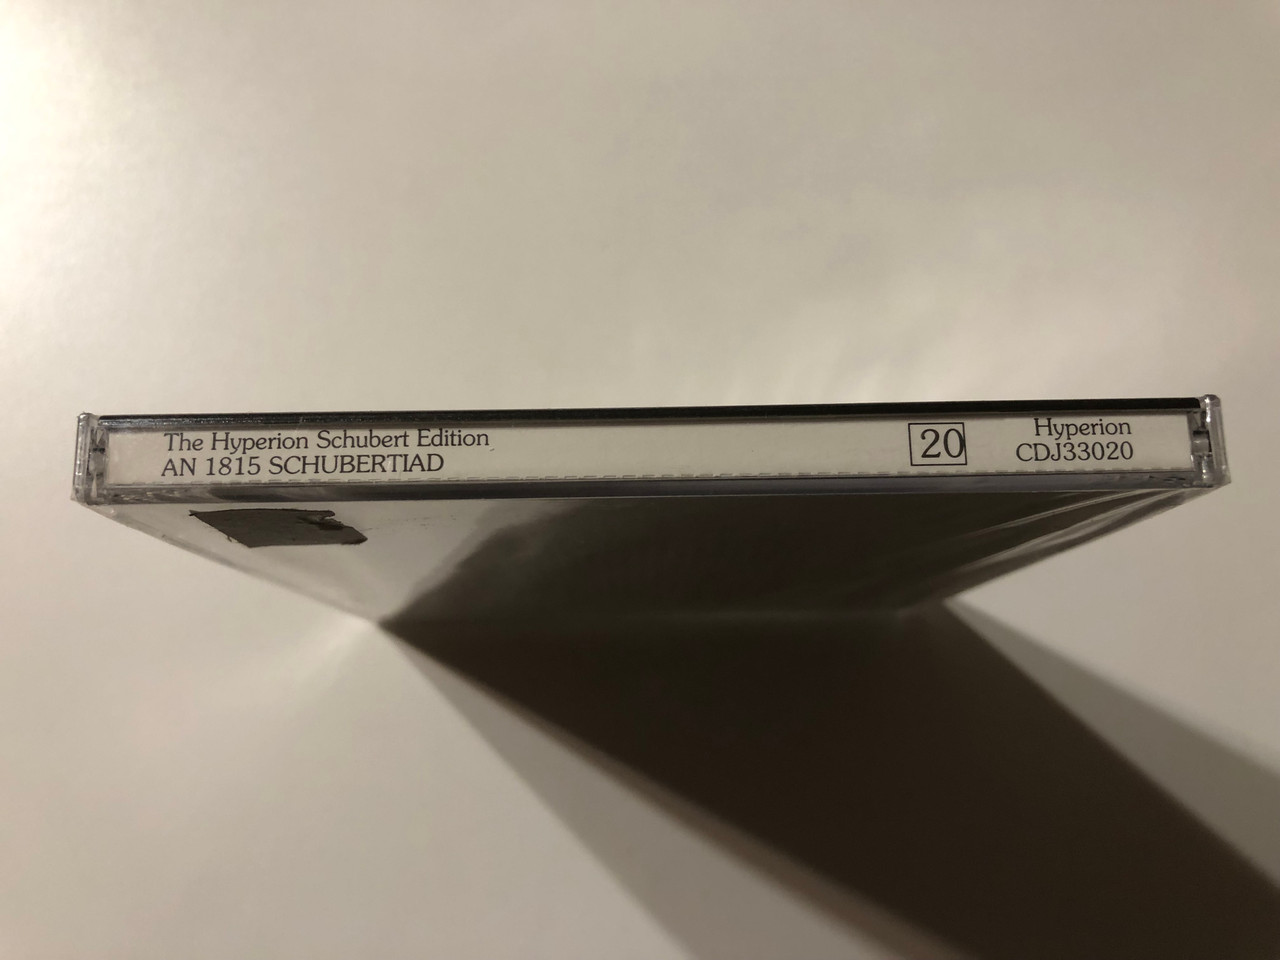 The Hyperion Schubert Edition
AN 1815 SCHUBERTIAD
20
Hyperion
CDJ33020